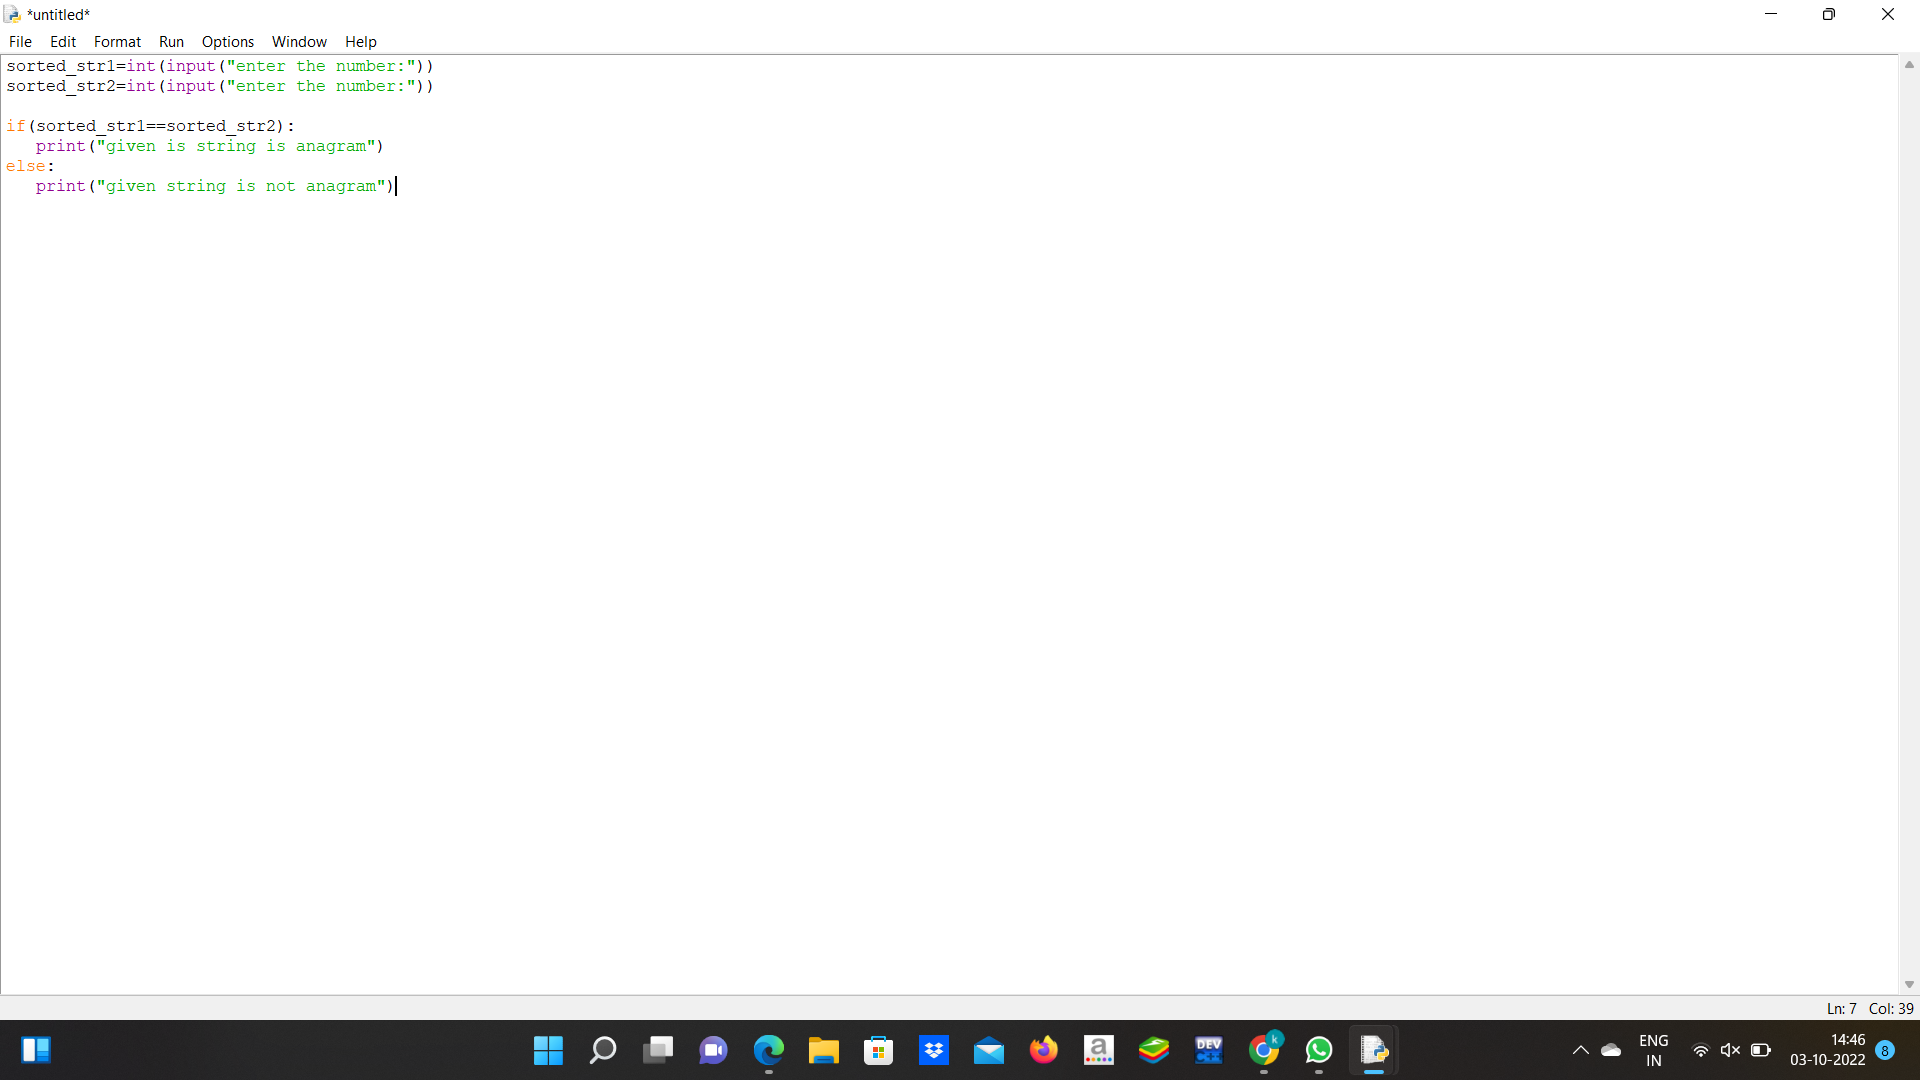 *untitled*
File Edit Format Run Options Window Help
sorted_str1=int(input("enter the number:"))
sorted_str2=int(input("enter the number:"))
if(sorted_str1==sorted_str2):
   print("given is string is anagram")
else:
   print("given string is not anagram")
Ln: 7 Col: 39
DEV
k
a
ENG
IN
14:46
03-10-2022
8